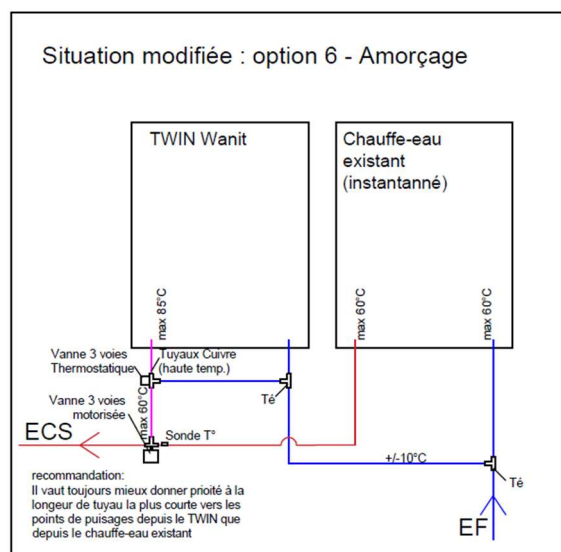 Situation modifiée : option 6 - Amorçage
TWIN Wanit
Chauffe-eau
existant
(instantanné)
max 85°C
max 60°C
max 60°C
Vanne 3 voies
Thermostatique
Tuyaux Cuivre
(haute temp.)
Té
max 60°C
Vanne 3 voies
motorisée
ECS
Sonde T°
+/-10°C
Té
EF
recommandation:
Il vaut toujours mieux donner prioité à la
longeur de tuyau la plus courte vers les
points de puisages depuis le TWIN que
depuis le chauffe-eau existant